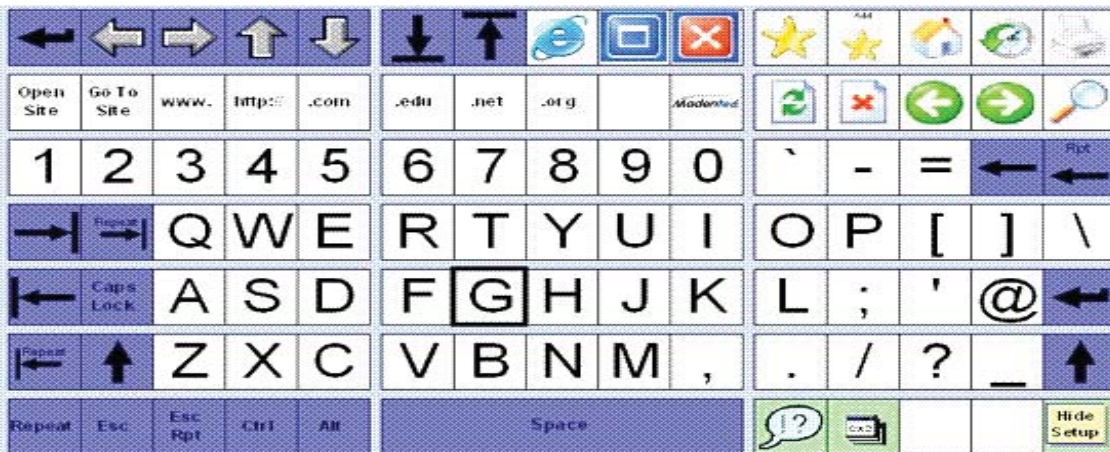 Add
Open Site Go To Site www. http:// .com .edu .net .org Madentec
1 2 3 4 5 6 7 8 9 0 ` - = Rpt
Repeat Q W E R T Y U I O P [ ] \
Caps Lock A S D F G H J K L ; ' @
Repeat Z X C V B N M , . / ? _
Repeat Esc Esc Rpt Ctrl Alt Space !? exe Hide Setup